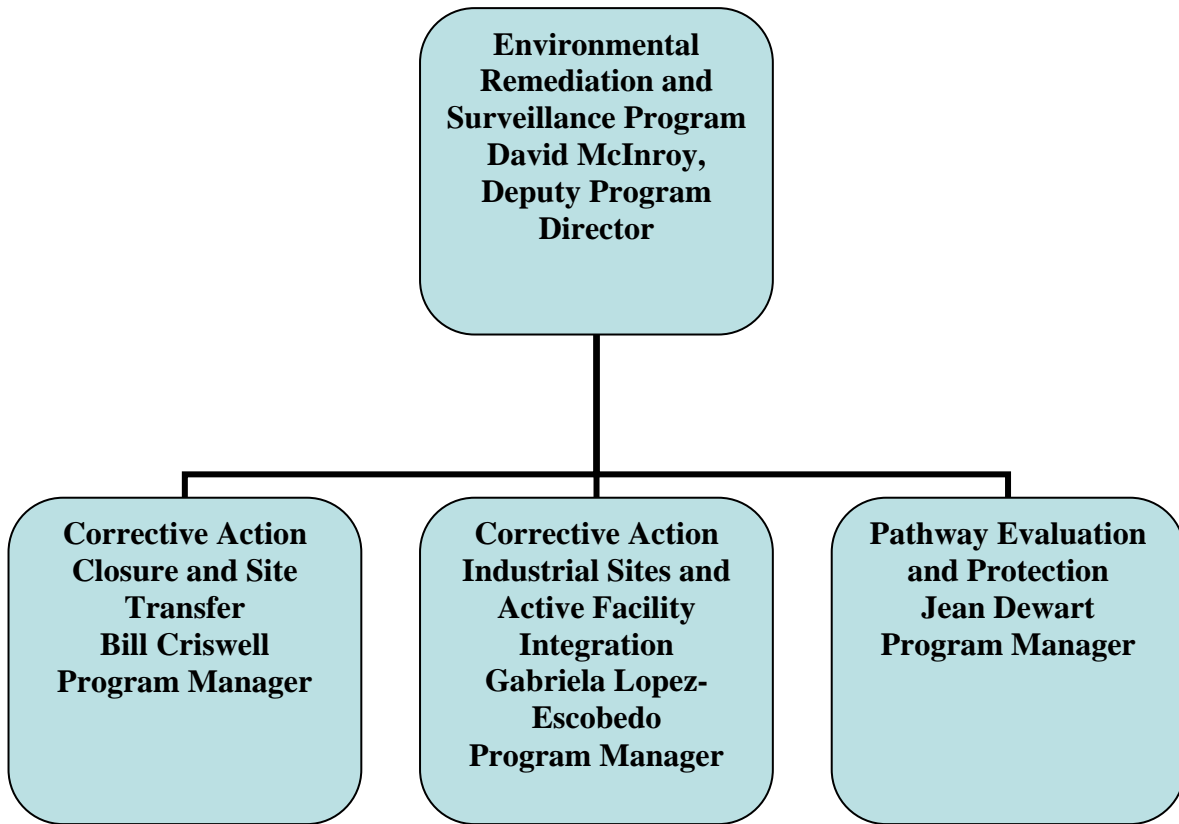 Environmental
Remediation and
Surveillance Program
David McInroy,
Deputy Program
Director
Corrective Action
Closure and Site
Transfer
Bill Criswell
Program Manager
Corrective Action
Industrial Sites and
Active Facility
Integration
Gabriela Lopez-
Escobedo
Program Manager
Pathway Evaluation
and Protection
Jean Dewart
Program Manager